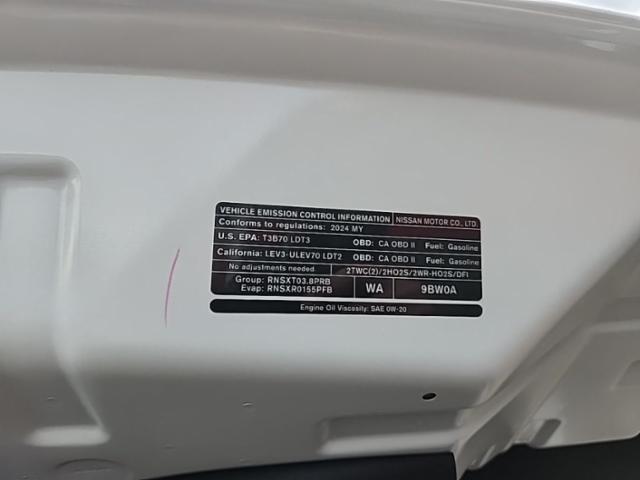 VEHICLE EMISSION CONTROL INFORMATION NISSAN MOTOR CO., LTD.
Conforms to regulations: 2024 MY
U.S. EPA: T3B70 LDT3 OBD: CA OBD II Fuel: Gasoline
California: LEV3-ULEV70 LDT2 OBD: CA OBD II Fuel: Gasoline
No adjustments needed. 2TWC(2)/2HO2S/2WR-HO2S/DFI
Group: RNSXT03.8PRB
Evap: RNSXR0155PFB WA 9BW0A
Engine Oil Viscosity: SAE 0W-20